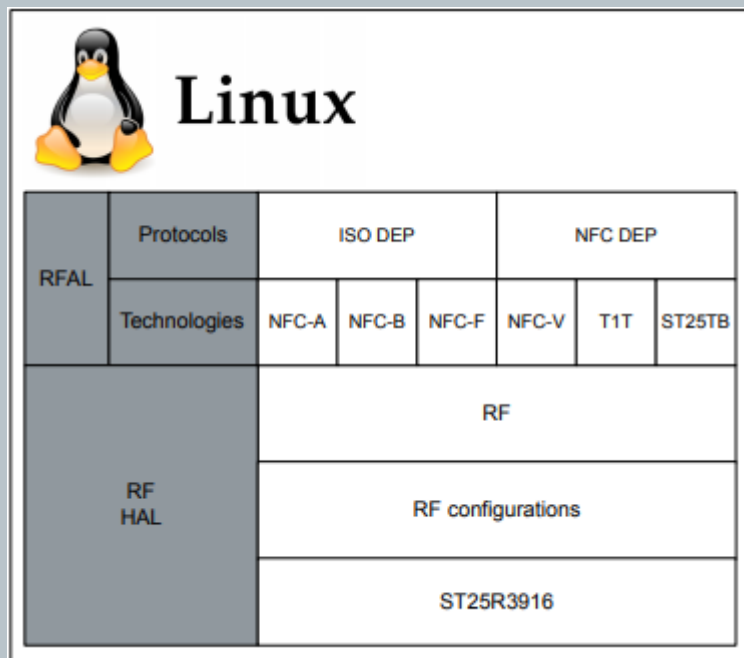 Linux
RFAL
Protocols
ISO DEP
NFC DEP
Technologies
NFC-A
NFC-B
NFC-F
NFC-V
T1T
ST25TB
RF
HAL
RF
RF configurations
ST25R3916